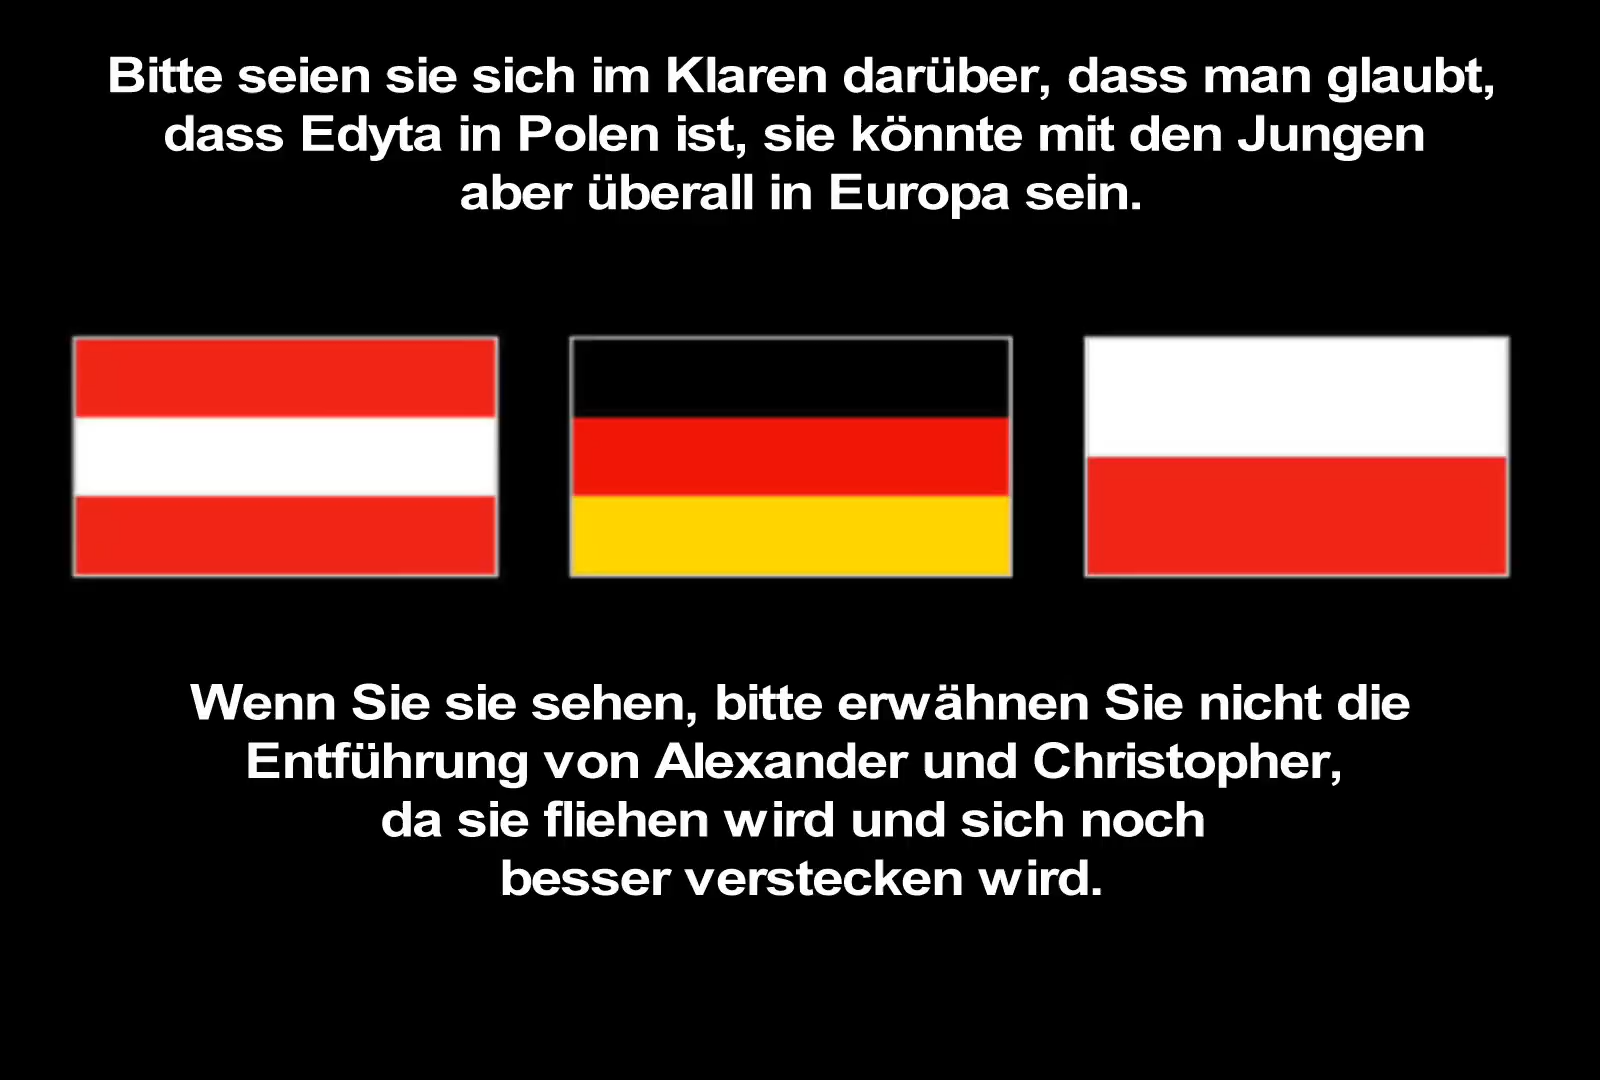 Bitte seien sie sich im Klaren darüber, dass man glaubt,
dass Edyta in Polen ist, sie könnte mit den Jungen
aber überall in Europa sein.
Wenn Sie sie sehen, bitte erwähnen Sie nicht die
Entführung von Alexander und Christopher,
da sie fliehen wird und sich noch
besser verstecken wird.